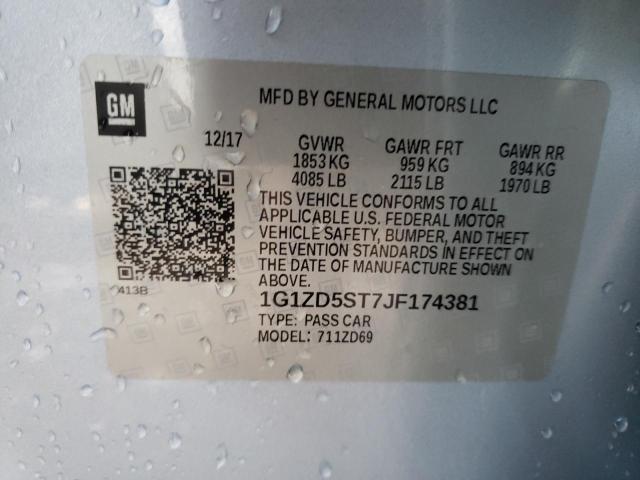 GM
MFD BY GENERAL MOTORS LLC
12/17
GVWR GAWR FRT GAWR RR
1853 KG 959 KG 894 KG
4085 LB 2115 LB 1970 LB
THIS VEHICLE CONFORMS TO ALL
APPLICABLE U.S. FEDERAL MOTOR
VEHICLE SAFETY, BUMPER, AND THEFT
PREVENTION STANDARDS IN EFFECT ON
THE DATE OF MANUFACTURE SHOWN
ABOVE.
413B
1G1ZD5ST7JF174381
TYPE: PASS CAR
MODEL: 711ZD69